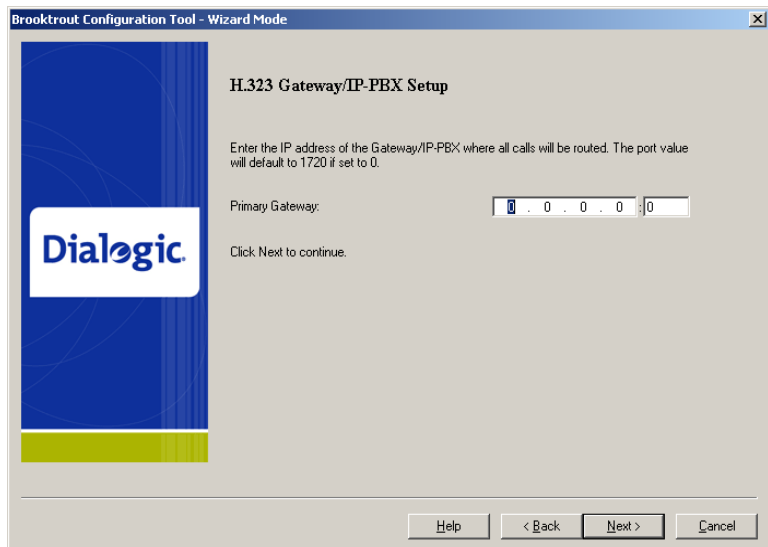 Brooktrout Configuration Tool - Wizard Mode
H.323 Gateway/IP-PBX Setup
Enter the IP address of the Gateway/IP-PBX where all calls will be routed. The port value
will default to 1720 if set to 0.
Primary Gateway: 0 . 0 . 0 . 0 : 0
Dialogic.
Click Next to continue.
Help < Back Next > Cancel